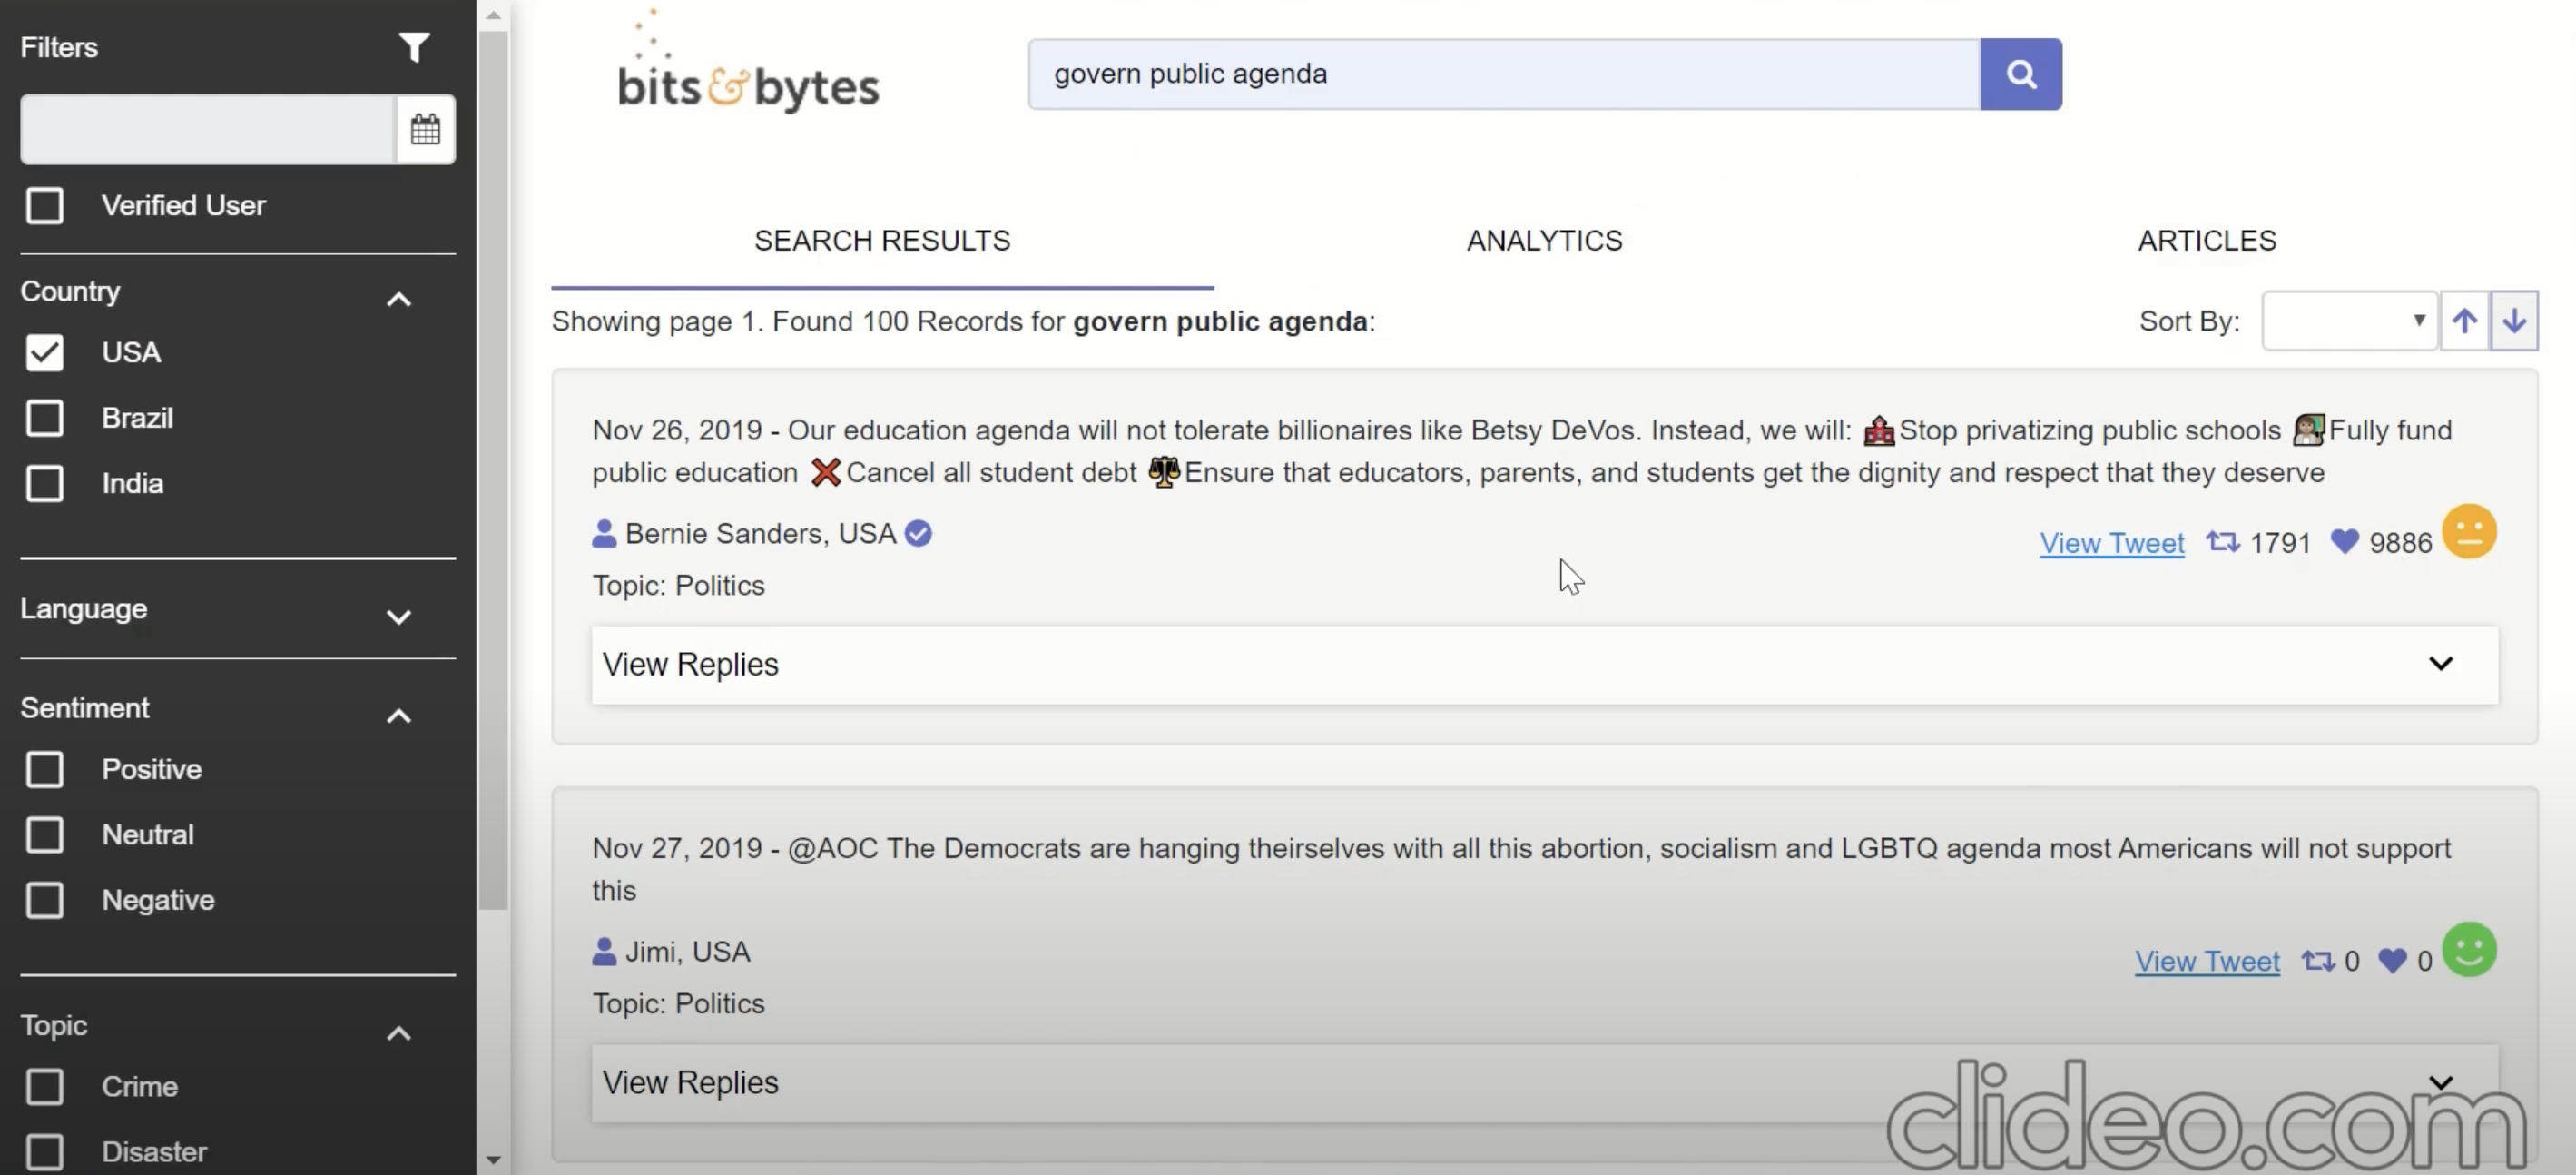 Filters
Verified User
Country
USA
Brazil
India
Language
Sentiment
Positive
Neutral
Negative
Topic
Crime
Disaster
bits&bytes
govern public agenda
SEARCH RESULTS
ANALYTICS
ARTICLES
Showing page 1. Found 100 Records for govern public agenda:
Sort By:
Nov 26, 2019 - Our education agenda will not tolerate billionaires like Betsy DeVos. Instead, we will: 🏫Stop privatizing public schools 👩🏽‍🏫Fully fund
public education ❌Cancel all student debt ⚖️Ensure that educators, parents, and students get the dignity and respect that they deserve
Bernie Sanders, USA
View Tweet 1791 9886
Topic: Politics
View Replies
Nov 27, 2019 - @AOC The Democrats are hanging theirselves with all this abortion, socialism and LGBTQ agenda most Americans will not support
this
Jimi, USA
View Tweet 0 0
Topic: Politics
View Replies
clideo.com